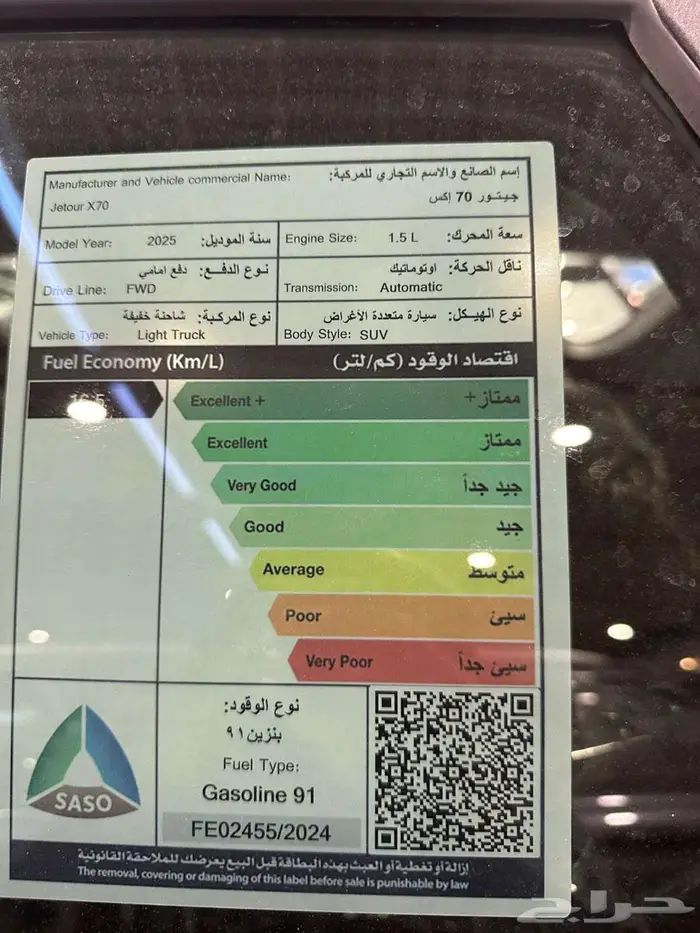 Manufacturer and Vehicle commercial Name: إسم الصانع والاسم التجاري للمركبة:
Jetour X70 جيتور 70 إكس
Model Year: 2025 سنة الموديل:
Engine Size: 1.5 L سعة المحرك:
نوع الدفع: دفع امامي
Drive Line: FWD
ناقل الحركة: اوتوماتيك
Transmission: Automatic
نوع المركبة: شاحنة خفيفة
Vehicle Type: Light Truck
نوع الهيكل: سيارة متعددة الأغراض
Body Style: SUV
Fuel Economy (Km/L) اقتصاد الوقود (كم/لتر)
16.5
Excellent + ممتاز +
Excellent ممتاز
Very Good جيد جداً
Good جيد
Average متوسط
Poor سيئ
Very Poor سيئ جداً
نوع الوقود:
بنزين ٩١
Fuel Type:
Gasoline 91
FE02455/2024
SASO
إزالة أو تغطية أو العبث بهذه البطاقة قبل البيع يعرضك للملاحقة القانونية
The removal, covering or damaging of this label before sale is punishable by law
حراج